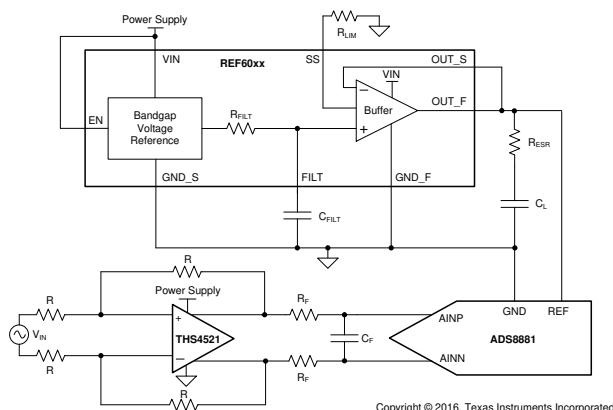 Power Supply
R_LIM
VIN
REF60xx
SS
OUT_S
VIN
OUT_F
EN
Bandgap
Voltage
Reference
R_FILT
Buffer
R_ESR
GND_S
FILT
GND_F
C_FILT
C_L
R
Power Supply
R
R_F
GND
REF
V_IN
THS4521
C_F
AINP
ADS8881
AINN
R
R
R_F
Copyright © 2016, Texas Instruments Incorporated